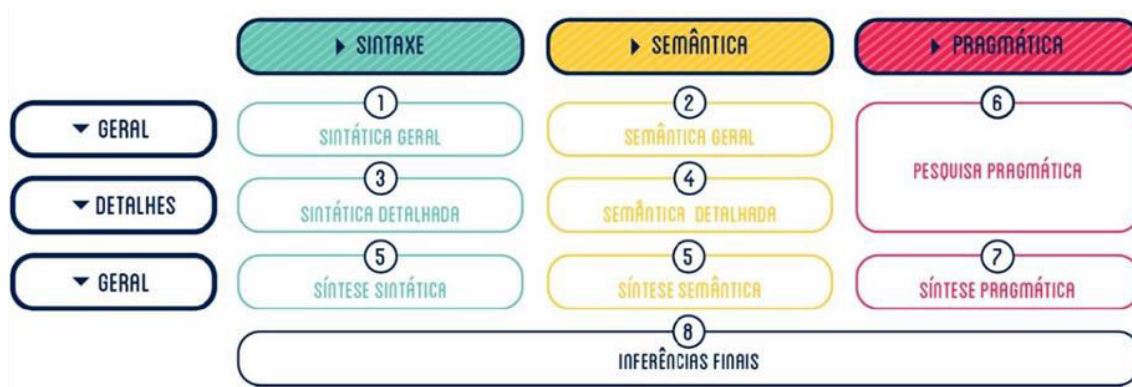 SINTAXE
SEMÂNTICA
PRAGMÁTICA
GERAL
1
SINTÁTICA GERAL
2
SEMÂNTICA GERAL
6
PESQUISA PRAGMÁTICA
DETALHES
3
SINTÁTICA DETALHADA
4
SEMÂNTICA DETALHADA
GERAL
5
SÍNTESE SINTÁTICA
5
SÍNTESE SEMÂNTICA
7
SÍNTESE PRAGMÁTICA
8
INFERÊNCIAS FINAIS